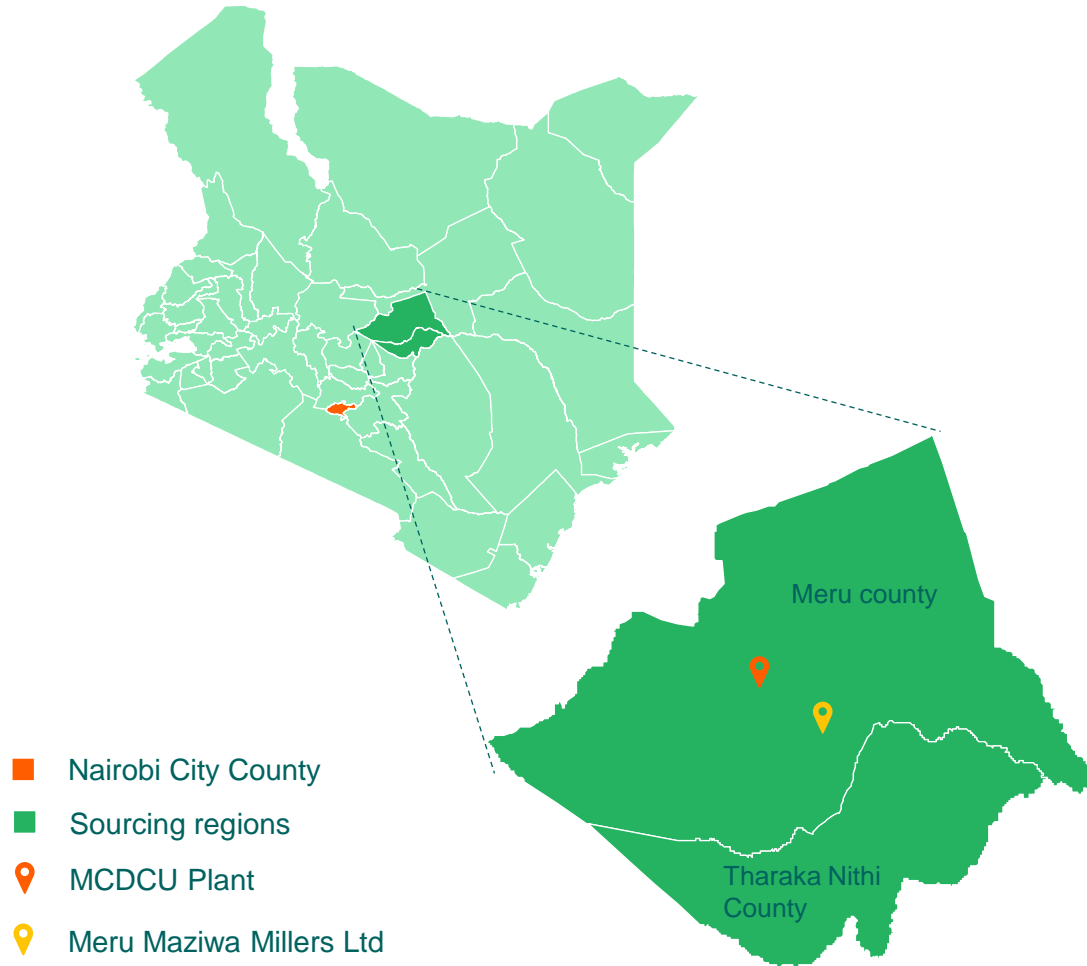 Meru county
Tharaka Nithi
County
Nairobi City County
Sourcing regions
MCDCU Plant
Meru Maziwa Millers Ltd